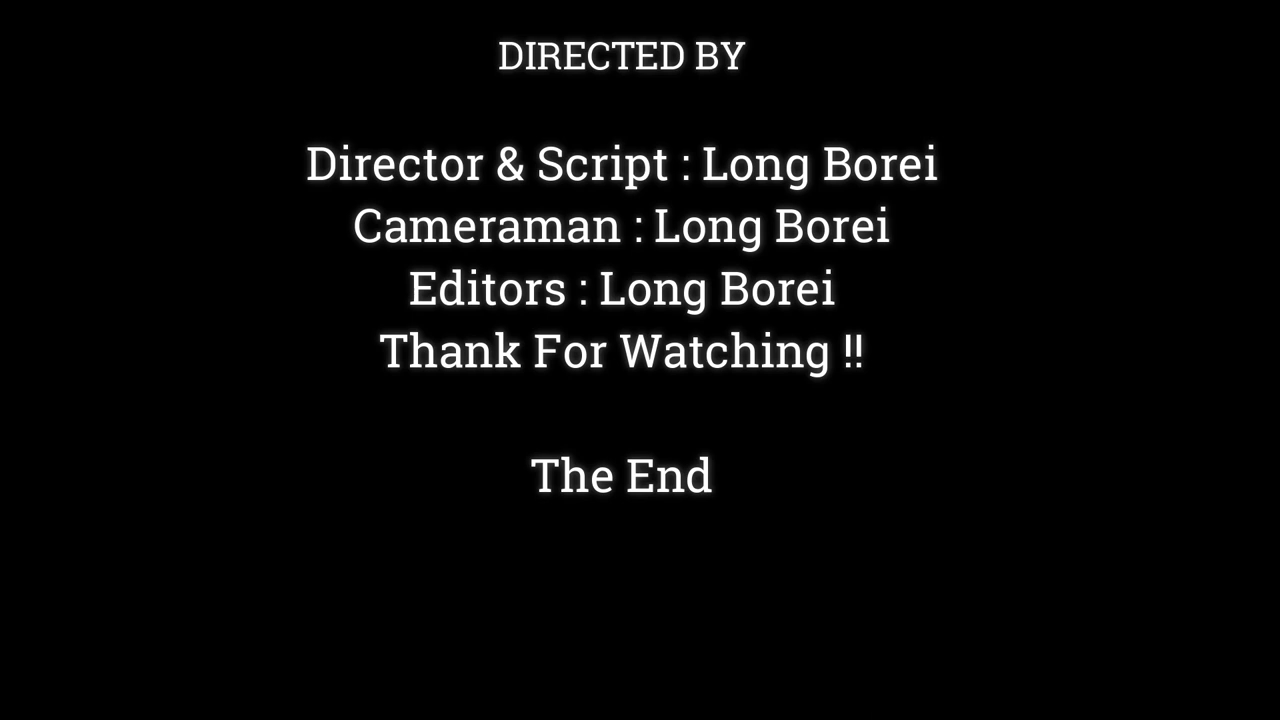 DIRECTED BY
Director & Script : Long Borei
Cameraman : Long Borei
Editors : Long Borei
Thank For Watching !!
The End